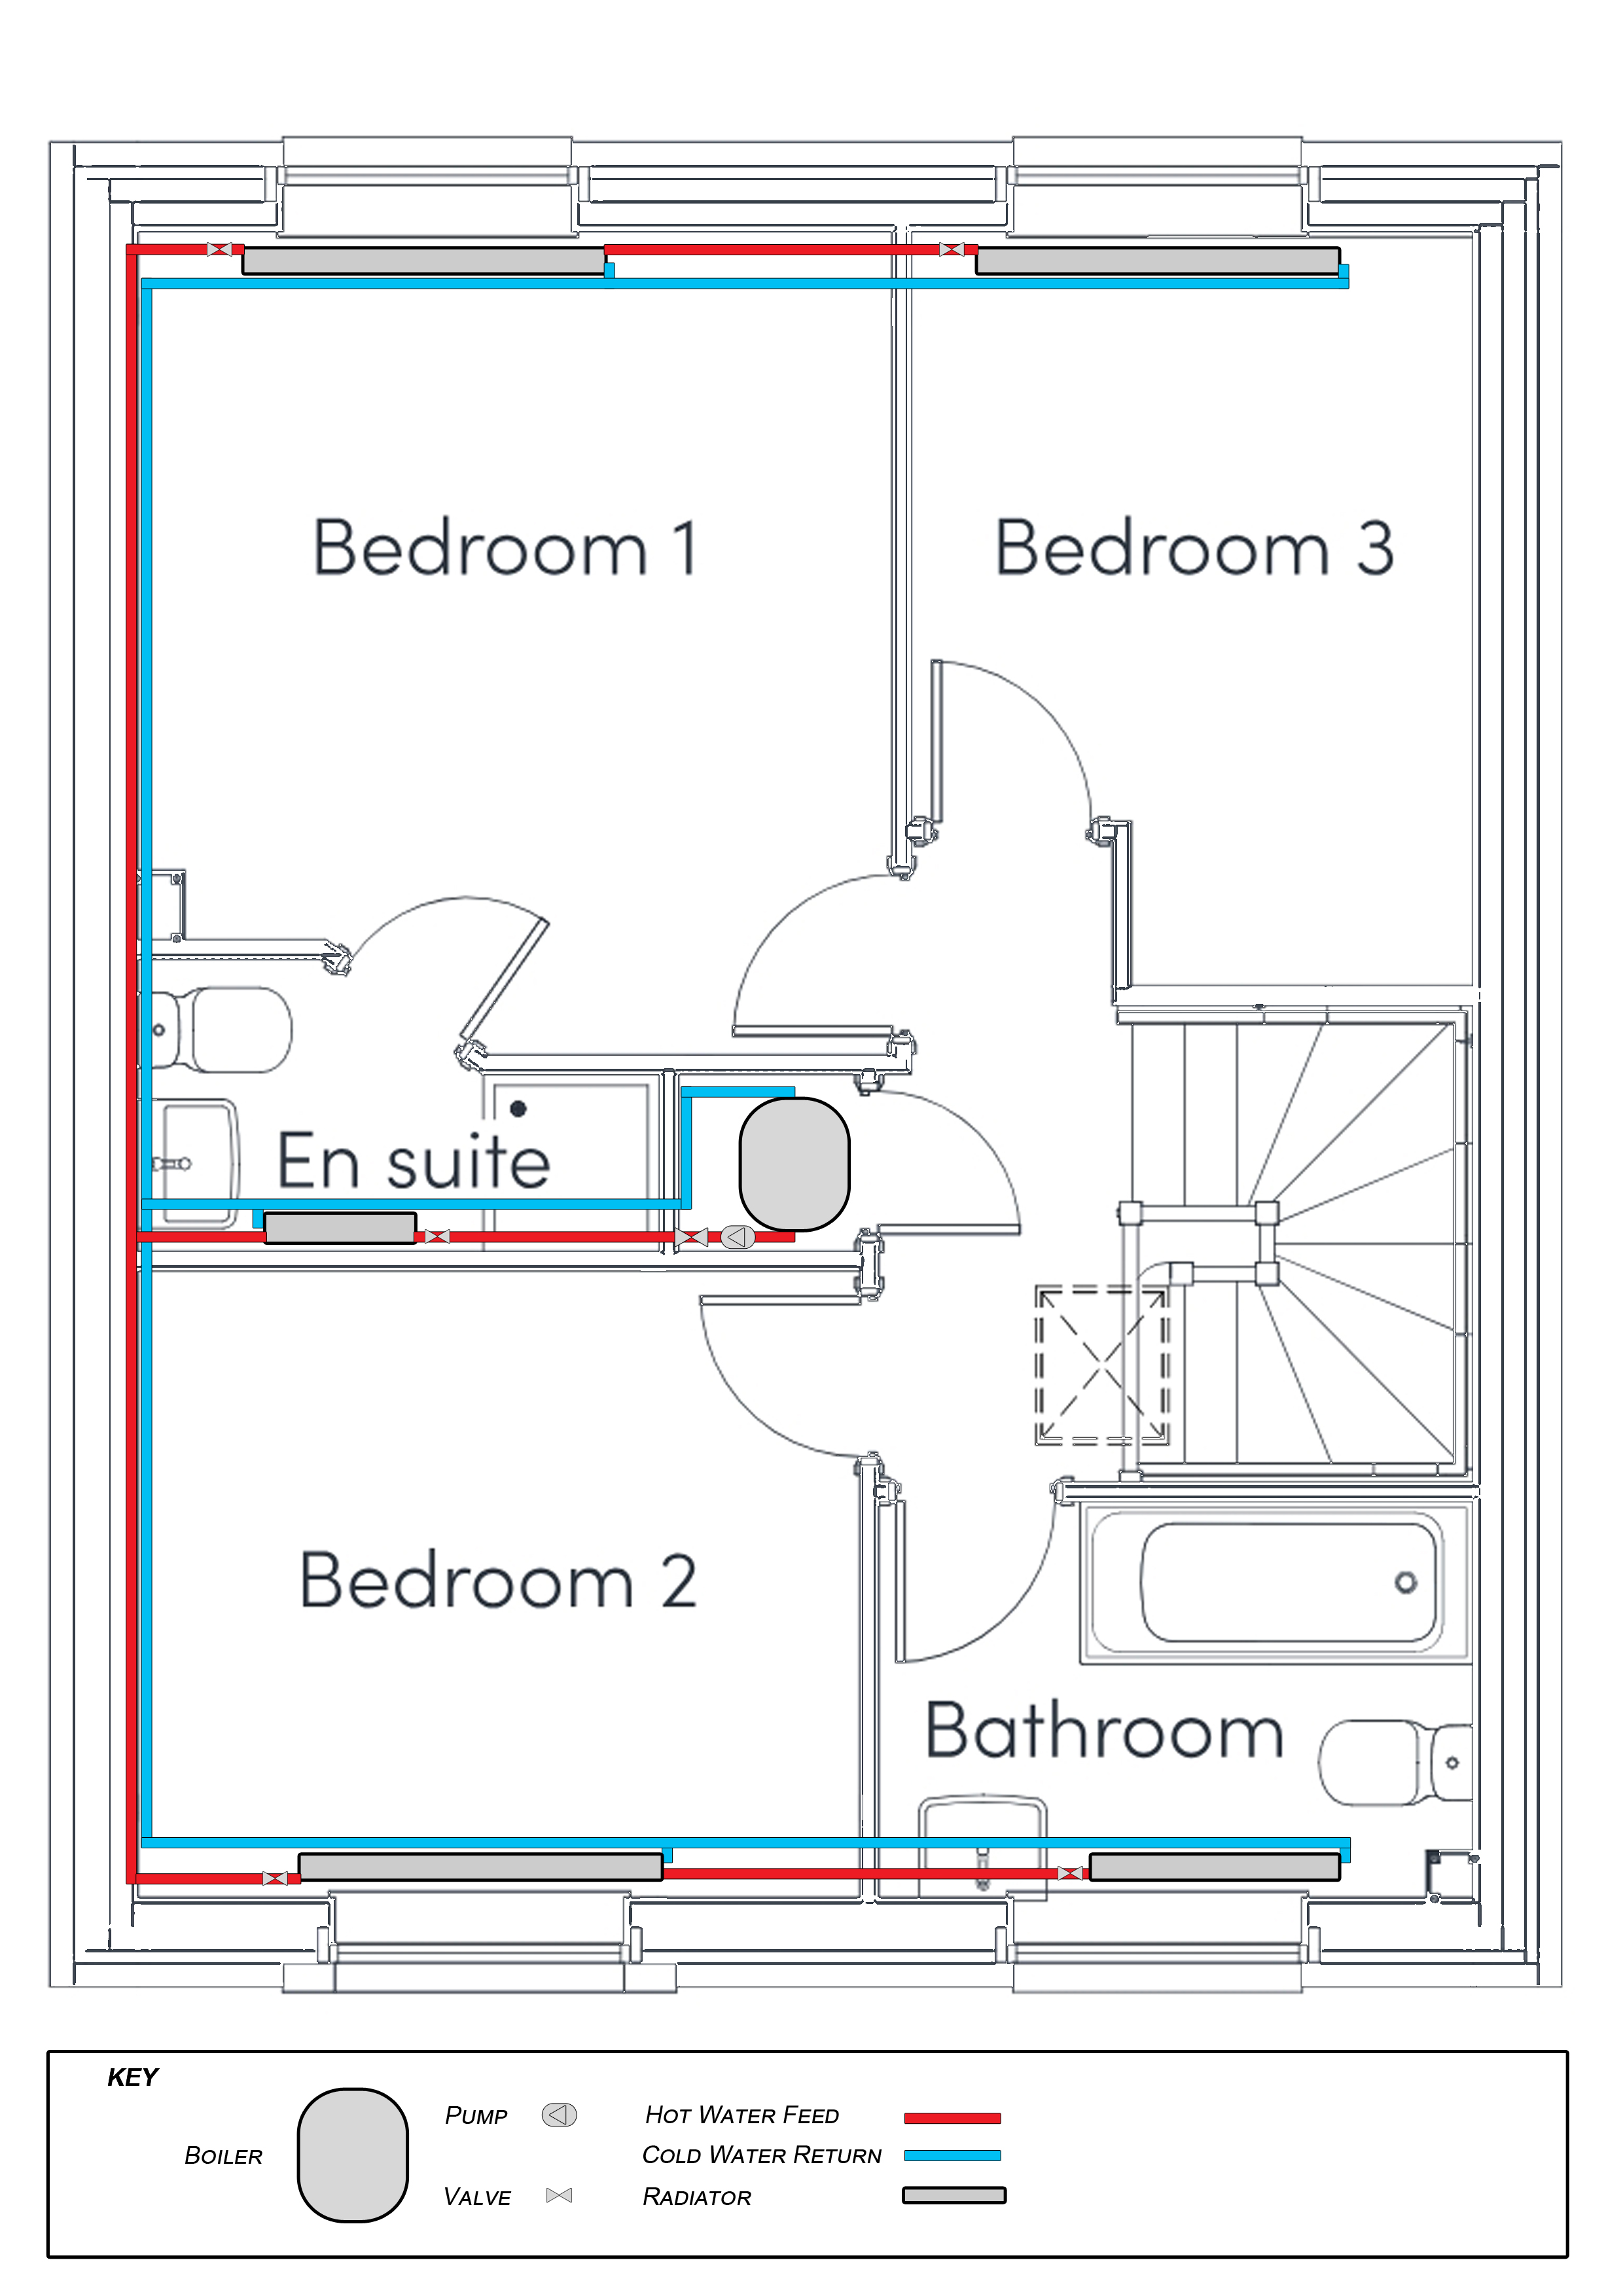 Bedroom 1
Bedroom 3
En suite
Bedroom 2
Bathroom
KEY
PUMP
HOT WATER FEED
BOILER
COLD WATER RETURN
VALVE
RADIATOR